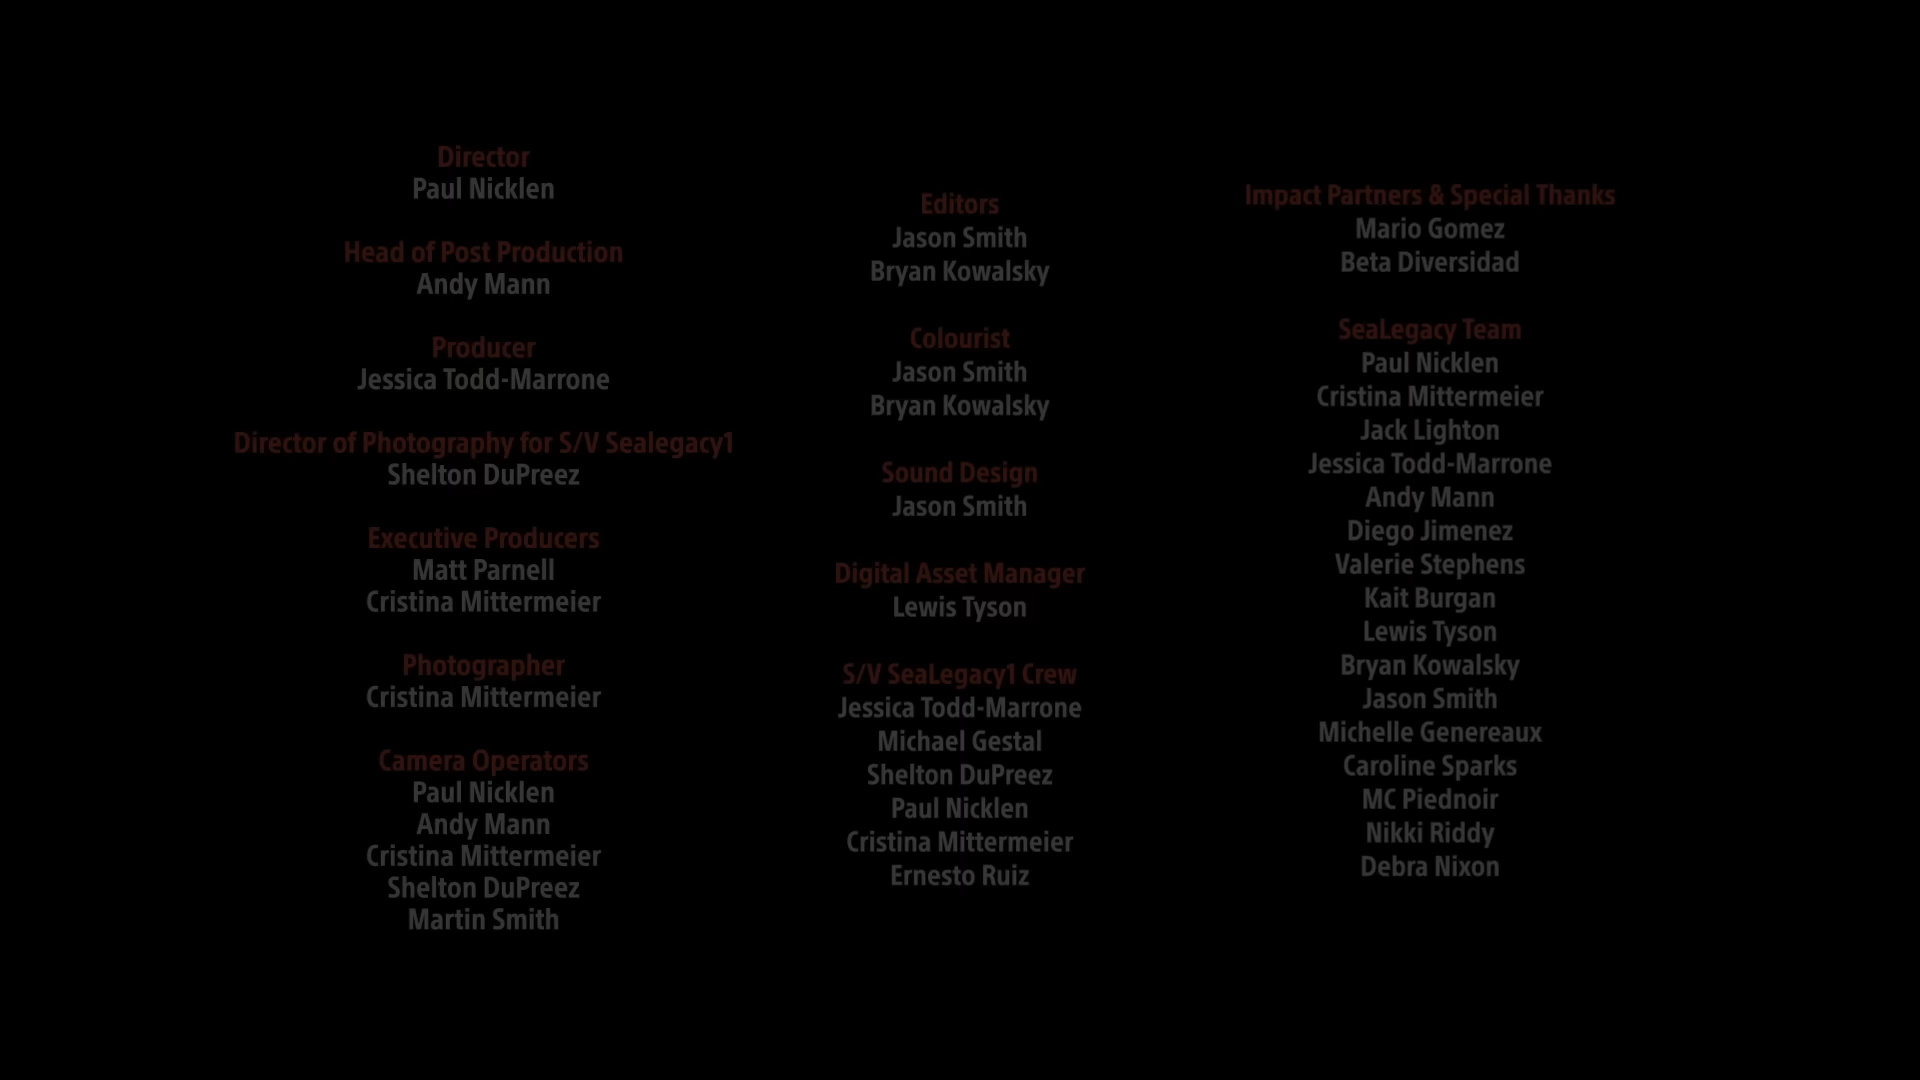 Director
Paul Nicklen
Head of Post Production
Andy Mann
Producer
Jessica Todd-Marrone
Director of Photography for S/V Sealegacy1
Shelton DuPreez
Executive Producers
Matt Parnell
Cristina Mittermeier
Photographer
Cristina Mittermeier
Camera Operators
Paul Nicklen
Andy Mann
Cristina Mittermeier
Shelton DuPreez
Martin Smith
Editors
Jason Smith
Bryan Kowalsky
Colourist
Jason Smith
Bryan Kowalsky
Sound Design
Jason Smith
Digital Asset Manager
Lewis Tyson
S/V SeaLegacy1 Crew
Jessica Todd-Marrone
Michael Gestal
Shelton DuPreez
Paul Nicklen
Cristina Mittermeier
Ernesto Ruiz
Impact Partners & Special Thanks
Mario Gomez
Beta Diversidad
SeaLegacy Team
Paul Nicklen
Cristina Mittermeier
Jack Lighton
Jessica Todd-Marrone
Andy Mann
Diego Jimenez
Valerie Stephens
Kait Burgan
Lewis Tyson
Bryan Kowalsky
Jason Smith
Michelle Genereaux
Caroline Sparks
MC Piednoir
Nikki Riddy
Debra Nixon